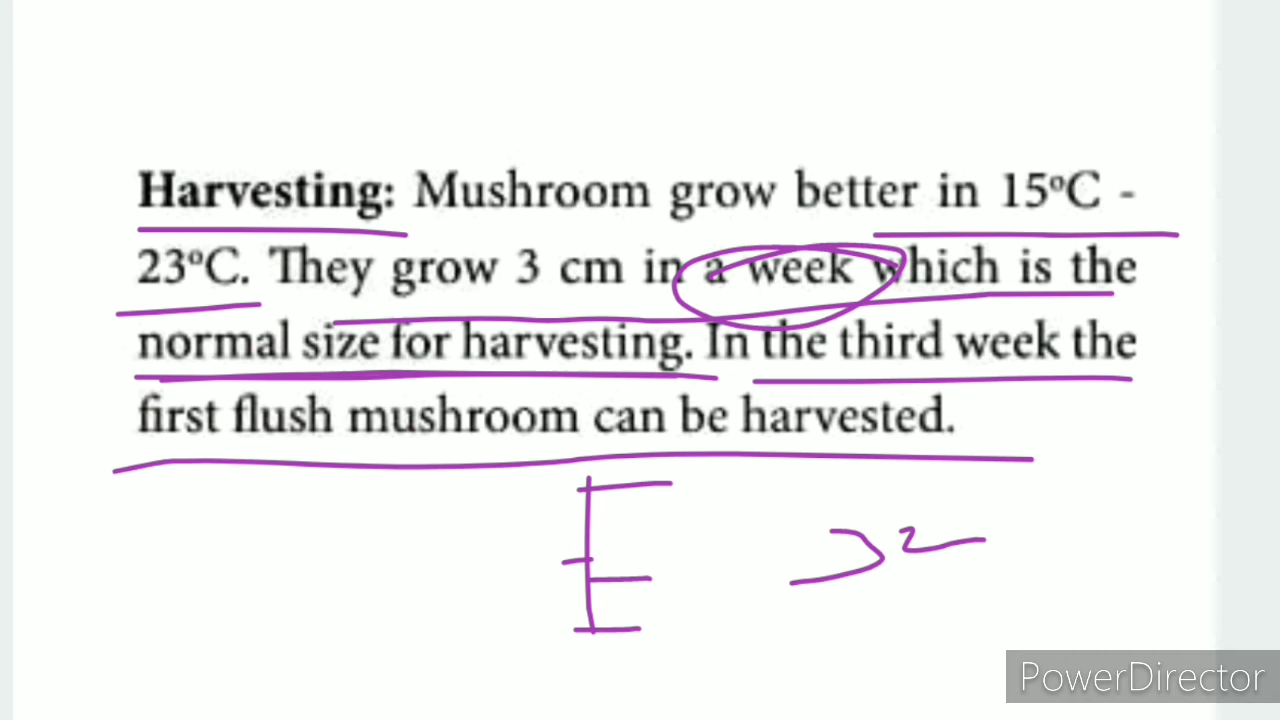 Harvesting: Mushroom grow better in 15ºC -
23ºC. They grow 3 cm in a week which is the
normal size for harvesting. In the third week the
first flush mushroom can be harvested.
PowerDirector